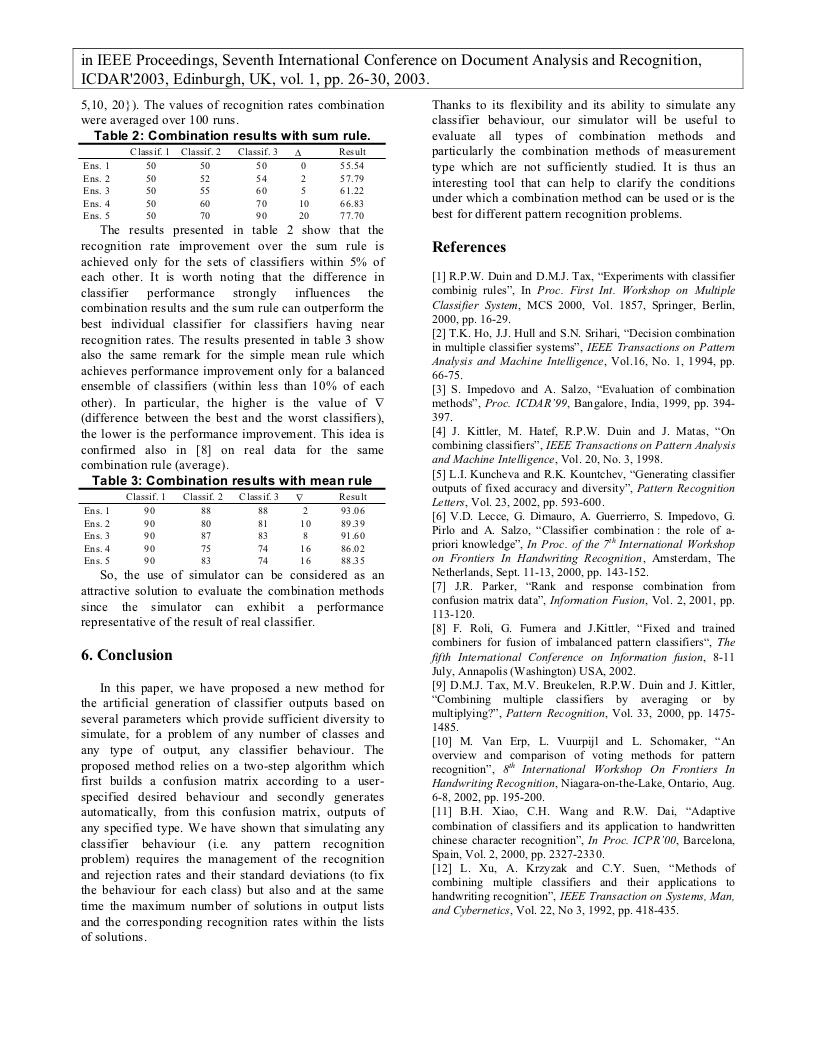 in IEEE Proceedings, Seventh International Conference on Document Analysis and Recognition,
ICDAR'2003, Edinburgh, UK, vol. 1, pp. 26-30, 2003.
5,10, 20}). The values of recognition rates combination
were averaged over 100 runs.
Table 2: Combination results with sum rule.
Classif. 1 Classif. 2 Classif. 3 Δ Result
Ens. 1 50 50 50 0 55.54
Ens. 2 50 52 54 2 57.79
Ens. 3 50 55 60 5 61.22
Ens. 4 50 60 70 10 66.83
Ens. 5 50 70 90 20 77.70
The results presented in table 2 show that the
recognition rate improvement over the sum rule is
achieved only for the sets of classifiers within 5% of
each other. It is worth noting that the difference in
classifier performance strongly influences the
combination results and the sum rule can outperform the
best individual classifier for classifiers having near
recognition rates. The results presented in table 3 show
also the same remark for the simple mean rule which
achieves performance improvement only for a balanced
ensemble of classifiers (within less than 10% of each
other). In particular, the higher is the value of ∇
(difference between the best and the worst classifiers),
the lower is the performance improvement. This idea is
confirmed also in [8] on real data for the same
combination rule (average).
Table 3: Combination results with mean rule
Classif. 1 Classif. 2 Classif. 3 ∇ Result
Ens. 1 90 88 88 2 93.06
Ens. 2 90 80 81 10 89.39
Ens. 3 90 87 83 8 91.60
Ens. 4 90 75 74 16 86.02
Ens. 5 90 83 74 16 88.35
So, the use of simulator can be considered as an
attractive solution to evaluate the combination methods
since the simulator can exhibit a performance
representative of the result of real classifier.
6. Conclusion
In this paper, we have proposed a new method for
the artificial generation of classifier outputs based on
several parameters which provide sufficient diversity to
simulate, for a problem of any number of classes and
any type of output, any classifier behaviour. The
proposed method relies on a two-step algorithm which
first builds a confusion matrix according to a user-
specified desired behaviour and secondly generates
automatically, from this confusion matrix, outputs of
any specified type. We have shown that simulating any
classifier behaviour (i.e. any pattern recognition
problem) requires the management of the recognition
and rejection rates and their standard deviations (to fix
the behaviour for each class) but also and at the same
time the maximum number of solutions in output lists
and the corresponding recognition rates within the lists
of solutions.
Thanks to its flexibility and its ability to simulate any
classifier behaviour, our simulator will be useful to
evaluate all types of combination methods and
particularly the combination methods of measurement
type which are not sufficiently studied. It is thus an
interesting tool that can help to clarify the conditions
under which a combination method can be used or is the
best for different pattern recognition problems.
References
[1] R.P.W. Duin and D.M.J. Tax, “Experiments with classifier
combinig rules”, In Proc. First Int. Workshop on Multiple
Classifier System, MCS 2000, Vol. 1857, Springer, Berlin,
2000, pp. 16-29.
[2] T.K. Ho, J.J. Hull and S.N. Srihari, “Decision combination
in multiple classifier systems”, IEEE Transactions on Pattern
Analysis and Machine Intelligence, Vol.16, No. 1, 1994, pp.
66-75.
[3] S. Impedovo and A. Salzo, “Evaluation of combination
methods”, Proc. ICDAR’99, Bangalore, India, 1999, pp. 394-
397.
[4] J. Kittler, M. Hatef, R.P.W. Duin and J. Matas, “On
combining classifiers”, IEEE Transactions on Pattern Analysis
and Machine Intelligence, Vol. 20, No. 3, 1998.
[5] L.I. Kuncheva and R.K. Kountchev, “Generating classifier
outputs of fixed accuracy and diversity”, Pattern Recognition
Letters, Vol. 23, 2002, pp. 593-600.
[6] V.D. Lecce, G. Dimauro, A. Guerrierro, S. Impedovo, G.
Pirlo and A. Salzo, “Classifier combination : the role of a-
priori knowledge”, In Proc. of the 7th International Workshop
on Frontiers In Handwriting Recognition, Amsterdam, The
Netherlands, Sept. 11-13, 2000, pp. 143-152.
[7] J.R. Parker, “Rank and response combination from
confusion matrix data”, Information Fusion, Vol. 2, 2001, pp.
113-120.
[8] F. Roli, G. Fumera and J.Kittler, “Fixed and trained
combiners for fusion of imbalanced pattern classifiers“, The
fifth International Conference on Information fusion, 8-11
July, Annapolis (Washington) USA, 2002.
[9] D.M.J. Tax, M.V. Breukelen, R.P.W. Duin and J. Kittler,
“Combining multiple classifiers by averaging or by
multiplying?”, Pattern Recognition, Vol. 33, 2000, pp. 1475-
1485.
[10] M. Van Erp, L. Vuurpijl and L. Schomaker, “An
overview and comparison of voting methods for pattern
recognition”, 8th International Workshop On Frontiers In
Handwriting Recognition, Niagara-on-the-Lake, Ontario, Aug.
6-8, 2002, pp. 195-200.
[11] B.H. Xiao, C.H. Wang and R.W. Dai, “Adaptive
combination of classifiers and its application to handwritten
chinese character recognition”, In Proc. ICPR’00, Barcelona,
Spain, Vol. 2, 2000, pp. 2327-2330.
[12] L. Xu, A. Krzyzak and C.Y. Suen, “Methods of
combining multiple classifiers and their applications to
handwriting recognition”, IEEE Transaction on Systems, Man,
and Cybernetics, Vol. 22, No 3, 1992, pp. 418-435.